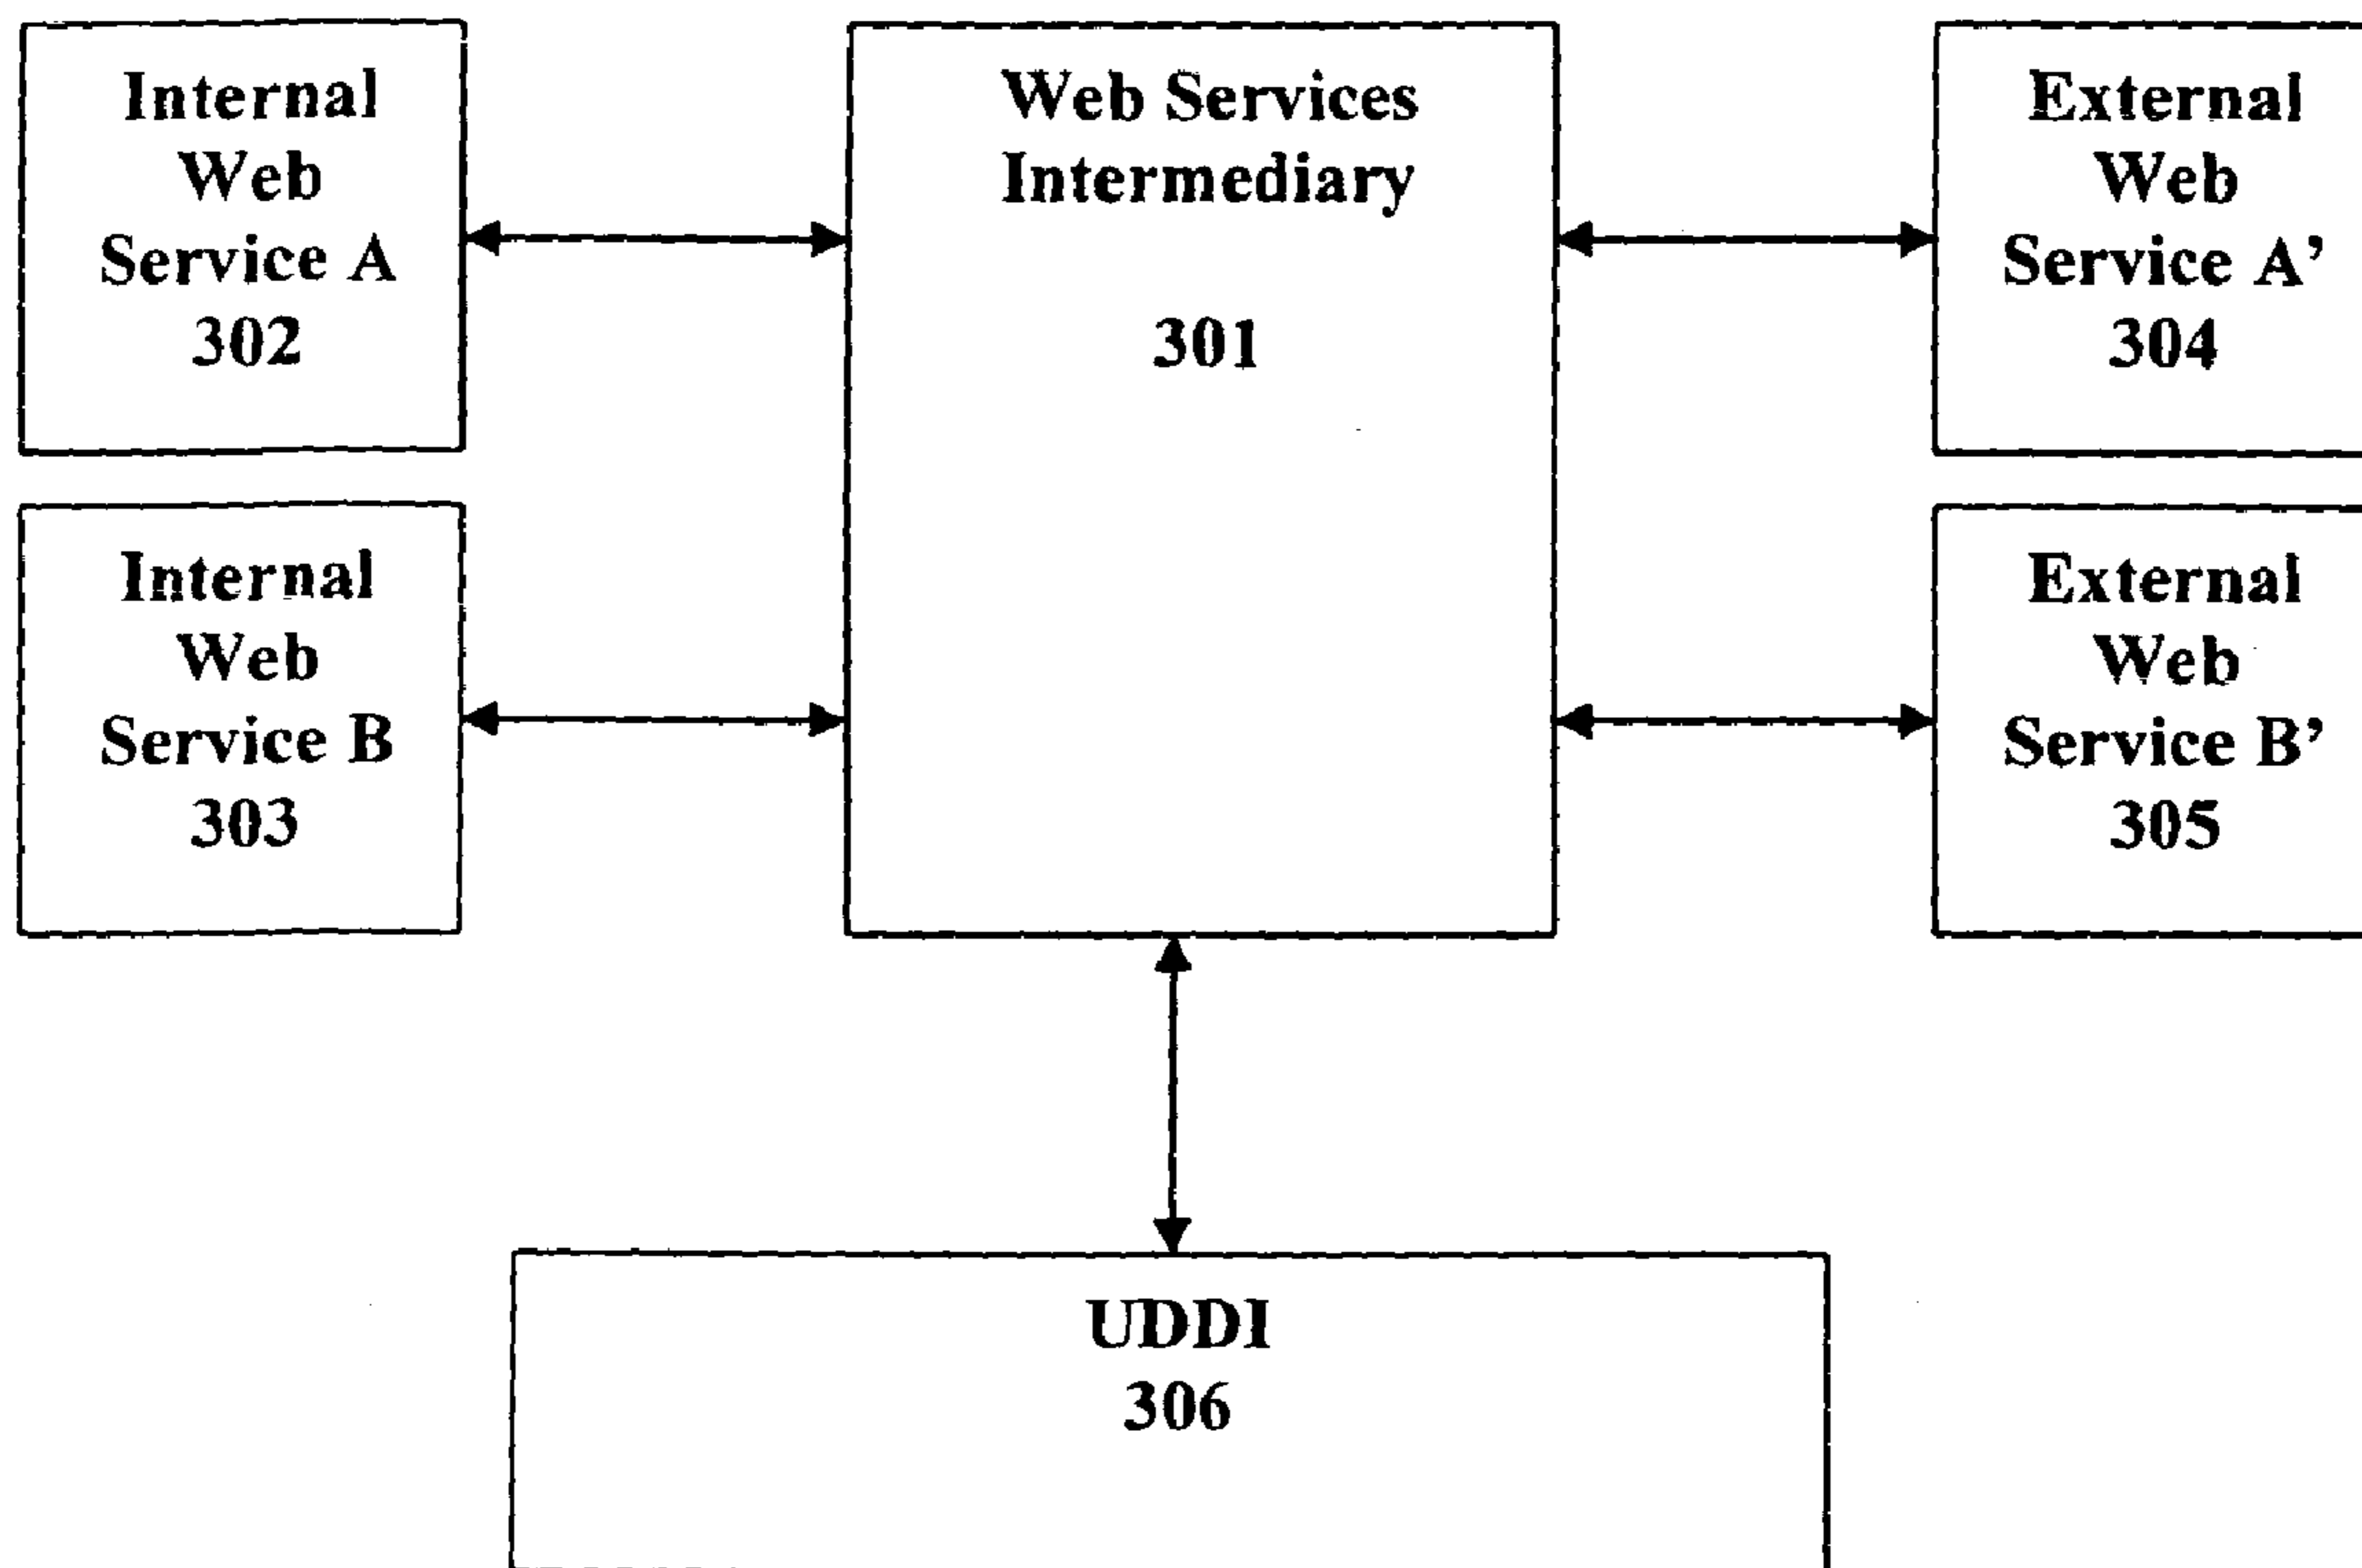 Internal
Web
Service A
302
Web Services
Intermediary
301
External
Web
Service A’
304
Internal
Web
Service B
303
External
Web
Service B’
305
UDDI
306